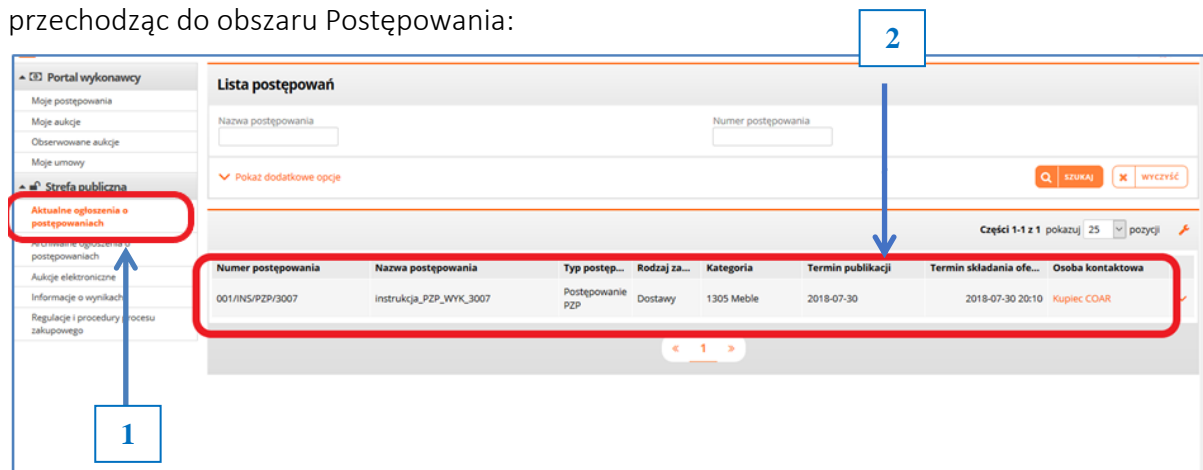 przechodząc do obszaru Postępowania:
2
Portal wykonawcy
Moje postępowania
Moje aukcje
Obserwowane aukcje
Moje umowy
Strefa publiczna
Aktualne ogłoszenia o
postępowaniach
Archiwalne ogłoszenia o
postępowaniach
Aukcje elektroniczne
Informacje o wynikach
Regulacje i procedury procesu
zakupowego
Lista postępowań
Nazwa postępowania Numer postępowania
Pokaż dodatkowe opcje SZUKAJ WYCZYŚĆ
Części 1-1 z 1 pokazuj 25 pozycji
Numer postępowania Nazwa postępowania Typ postęp... Rodzaj za... Kategoria Termin publikacji Termin składania ofe... Osoba kontaktowa
001/INS/PZP/3007 instrukcja_PZP_WYK_3007 Postępowanie PZP Dostawy 1305 Meble 2018-07-30 2018-07-30 20:10 Kupiec COAR
« 1 »
1